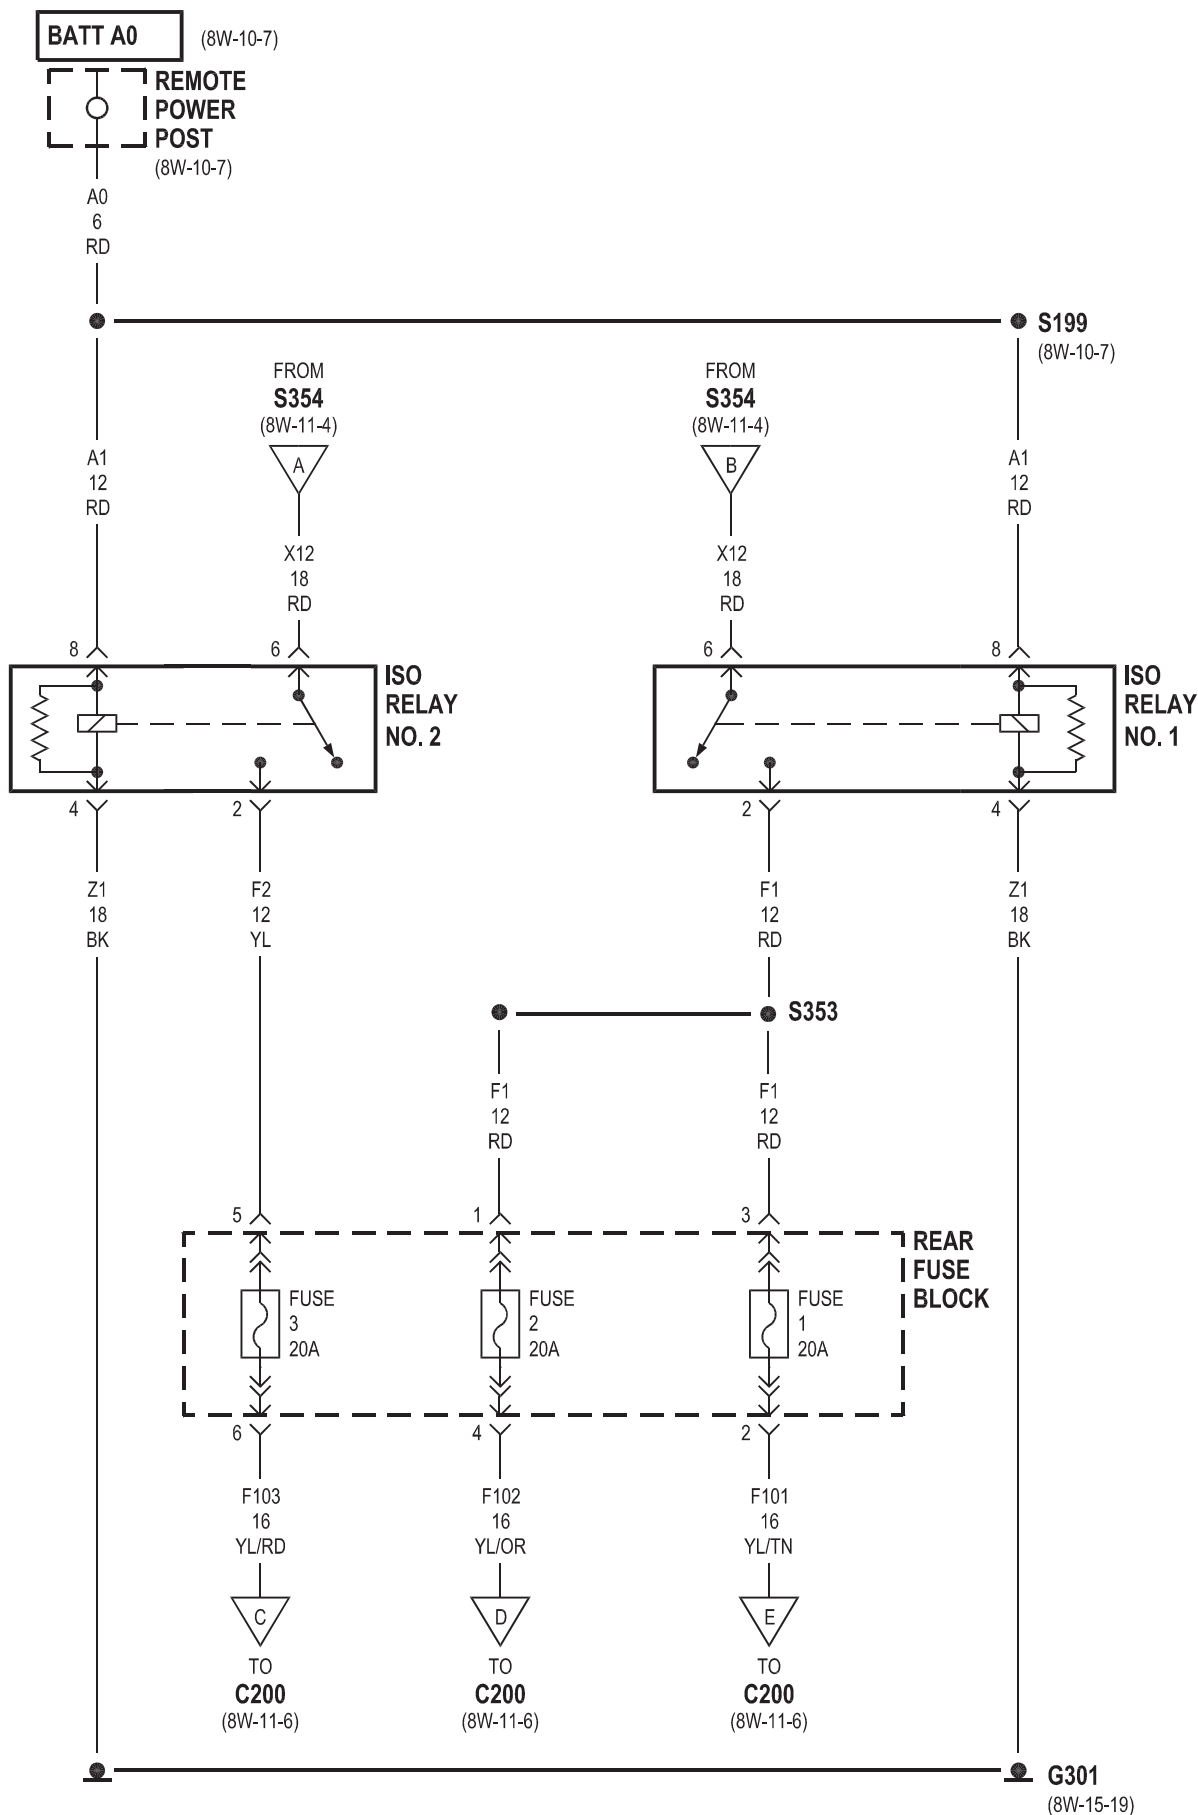 BATT A0
(8W-10-7)
REMOTE
POWER
POST
(8W-10-7)
A0
6
RD
S199
(8W-10-7)
FROM
S354
(8W-11-4)
A
FROM
S354
(8W-11-4)
B
A1
12
RD
X12
18
RD
X12
18
RD
A1
12
RD
8
6
ISO
RELAY
NO. 2
6
8
ISO
RELAY
NO. 1
4
2
2
4
Z1
18
BK
F2
12
YL
F1
12
RD
Z1
18
BK
S353
F1
12
RD
F1
12
RD
5
1
3
REAR
FUSE
BLOCK
FUSE
3
20A
FUSE
2
20A
FUSE
1
20A
6
4
2
F103
16
YL/RD
F102
16
YL/OR
F101
16
YL/TN
C
D
E
TO
C200
(8W-11-6)
TO
C200
(8W-11-6)
TO
C200
(8W-11-6)
G301
(8W-15-19)